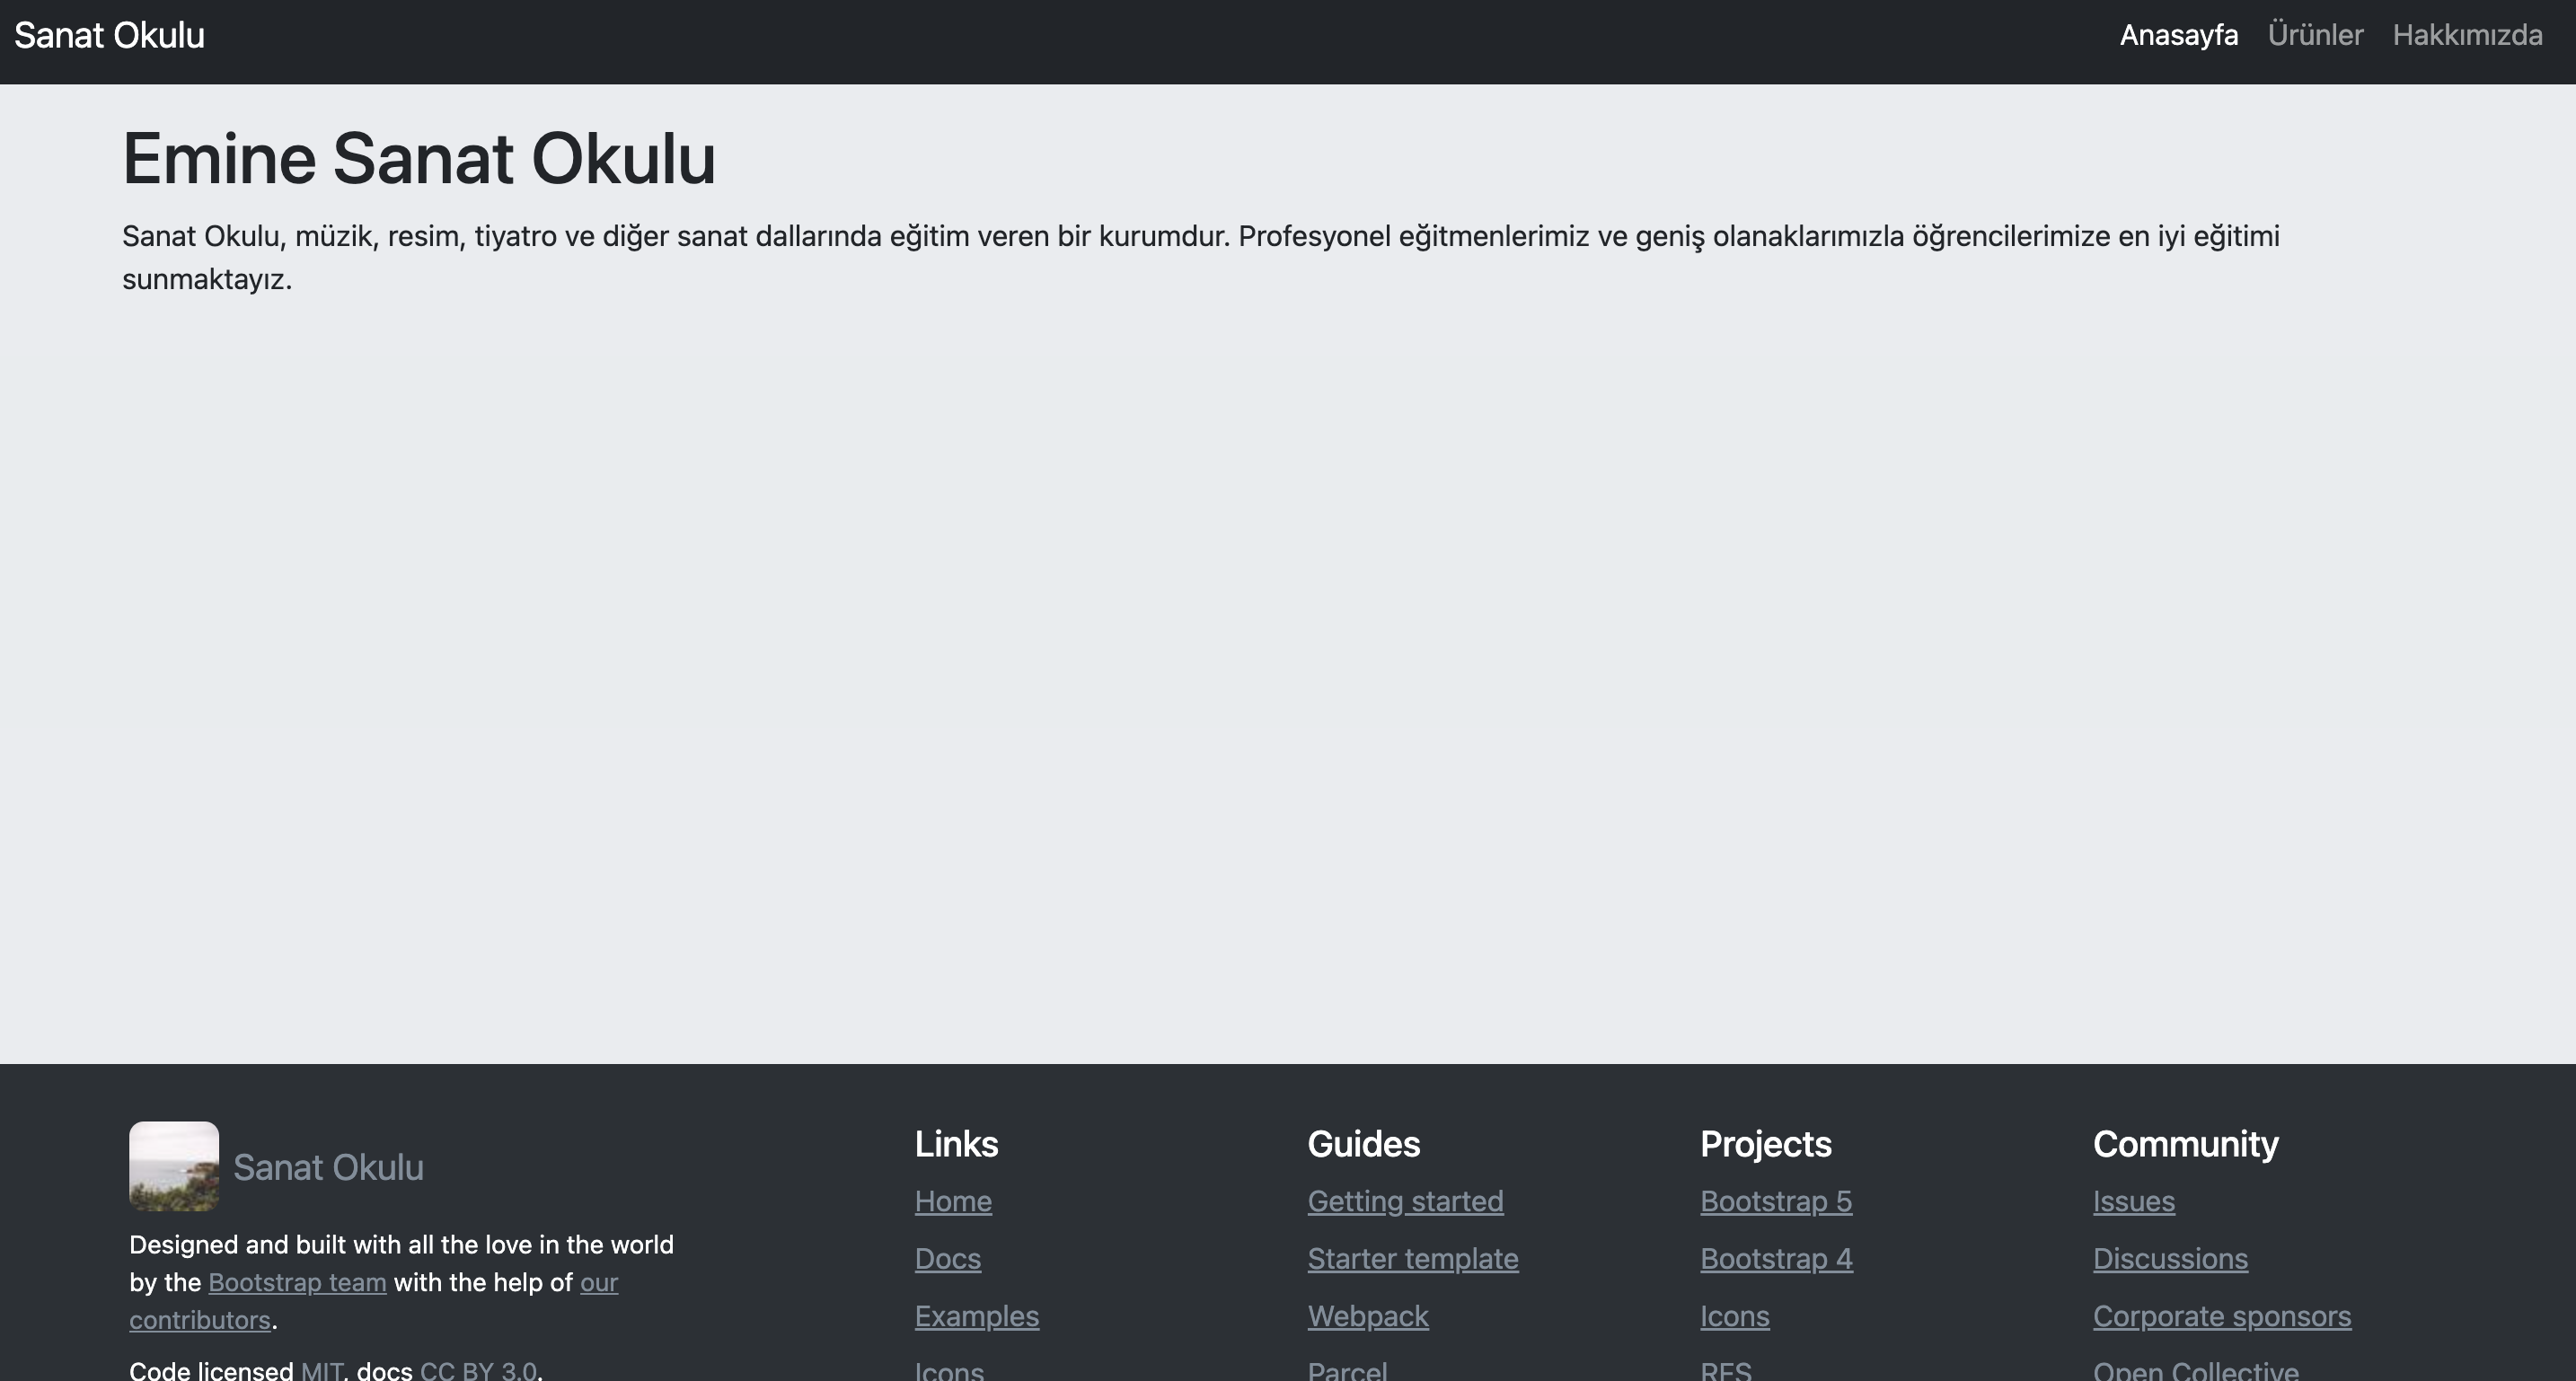 Sanat Okulu
Anasayfa Ürünler Hakkımızda
Emine Sanat Okulu
Sanat Okulu, müzik, resim, tiyatro ve diğer sanat dallarında eğitim veren bir kurumdur. Profesyonel eğitmenlerimiz ve geniş olanaklarımızla öğrencilerimize en iyi eğitimi
sunmaktayız.
Sanat Okulu
Designed and built with all the love in the world
by the Bootstrap team with the help of our
contributors.
Code licensed MIT, docs CC BY 3.0.
Links
Home
Docs
Examples
Icons
Guides
Getting started
Starter template
Webpack
Parcel
Projects
Bootstrap 5
Bootstrap 4
Icons
RFS
Community
Issues
Discussions
Corporate sponsors
Open Collective